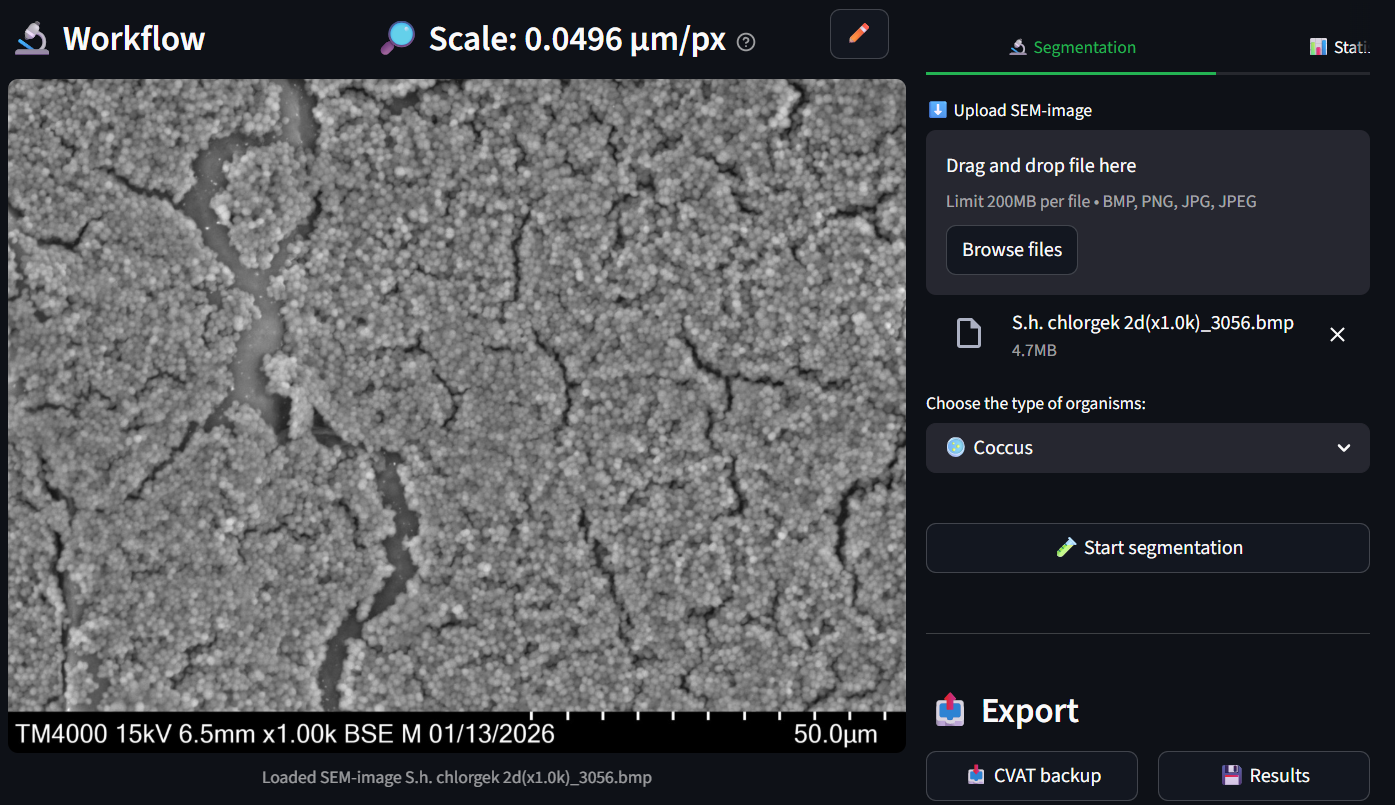 Workflow
Scale: 0.0496 µm/px
Segmentation
Stati..
Upload SEM-image
Drag and drop file here
Limit 200MB per file • BMP, PNG, JPG, JPEG
Browse files
S.h. chlorgek 2d(x1.0k)_3056.bmp
4.7MB
Choose the type of organisms:
Coccus
Start segmentation
Export
CVAT backup
Results
TM4000 15kV 6.5mm x1.00k BSE M 01/13/2026
50.0µm
Loaded SEM-image S.h. chlorgek 2d(x1.0k)_3056.bmp